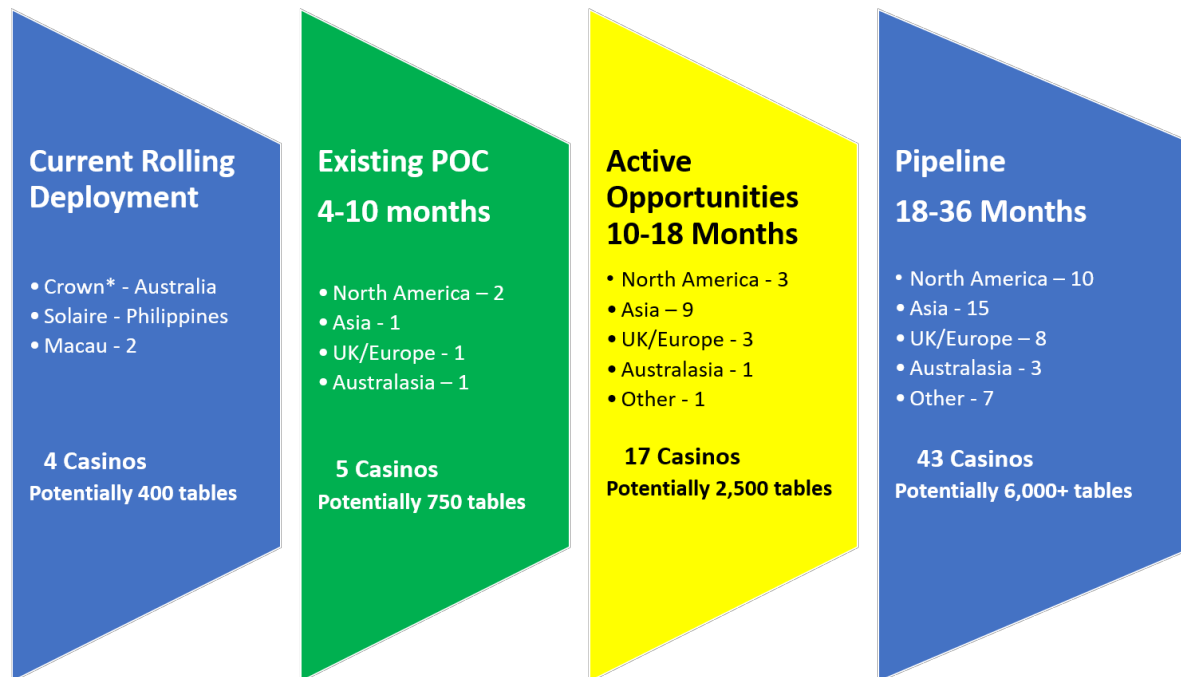 Current Rolling
Deployment
• Crown* - Australia
• Solaire - Philippines
• Macau - 2
4 Casinos
Potentially 400 tables
Existing POC
4-10 months
• North America – 2
• Asia - 1
• UK/Europe - 1
• Australasia – 1
5 Casinos
Potentially 750 tables
Active
Opportunities
10-18 Months
• North America - 3
• Asia – 9
• UK/Europe - 3
• Australasia - 1
• Other - 1
17 Casinos
Potentially 2,500 tables
Pipeline
18-36 Months
• North America – 10
• Asia - 15
• UK/Europe – 8
• Australasia - 3
• Other - 7
43 Casinos
Potentially 6,000+ tables